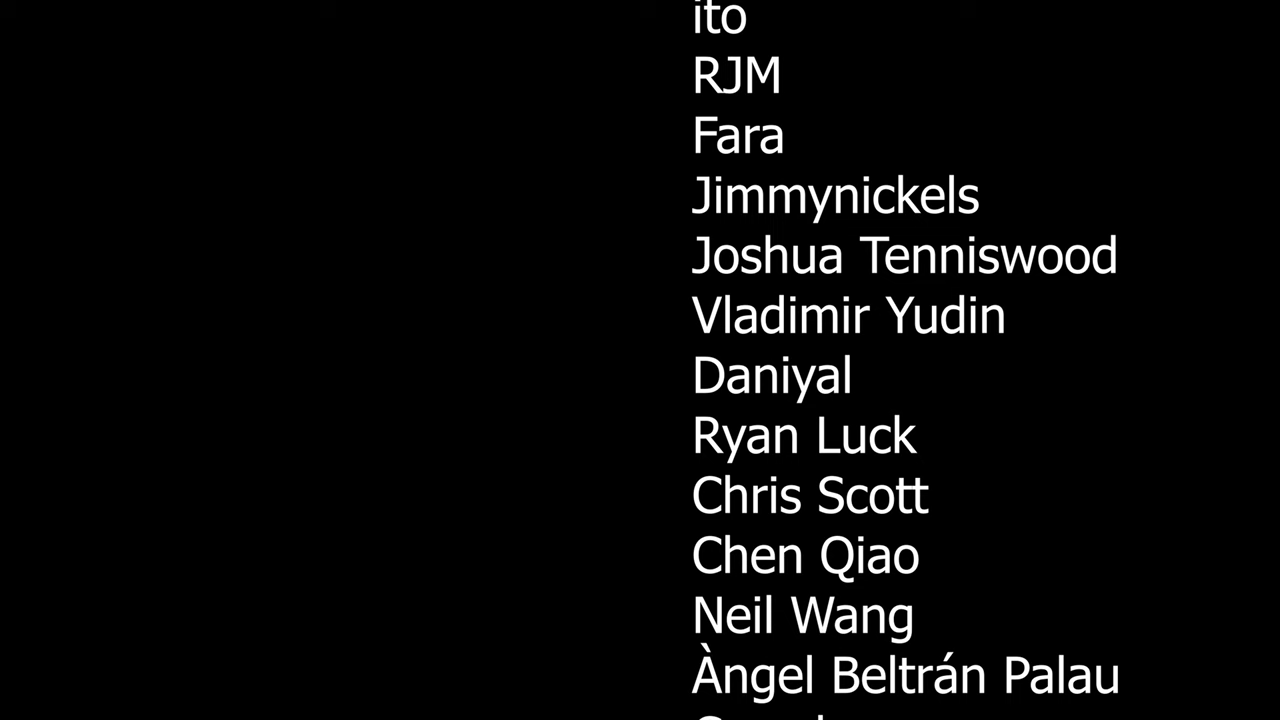 ito
RJM
Fara
Jimmynickels
Joshua Tenniswood
Vladimir Yudin
Daniyal
Ryan Luck
Chris Scott
Chen Qiao
Neil Wang
Àngel Beltrán Palau